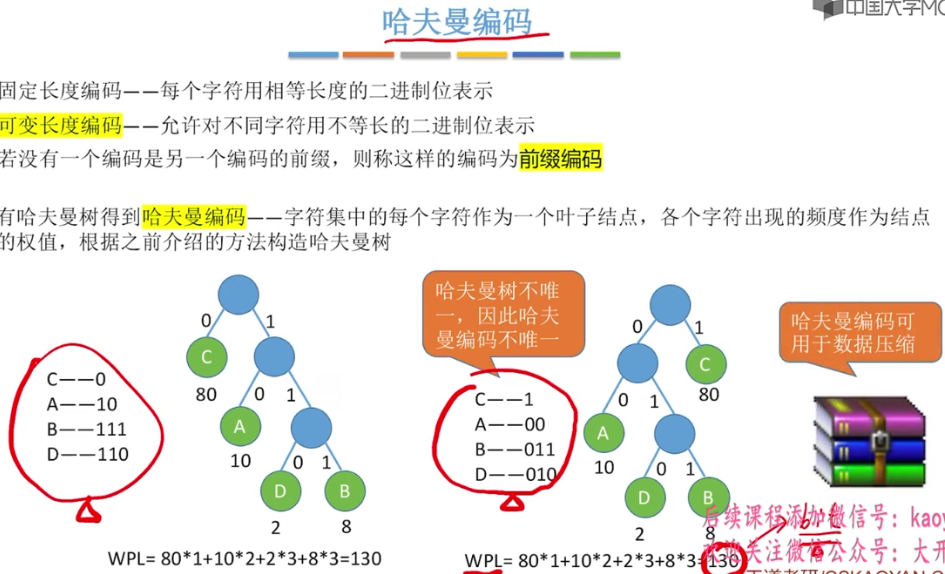 中国大学MO
哈夫曼编码
固定长度编码——每个字符用相等长度的二进制位表示
可变长度编码——允许对不同字符用不等长的二进制位表示
若没有一个编码是另一个编码的前缀，则称这样的编码为前缀编码
有哈夫曼树得到哈夫曼编码——字符集中的每个字符作为一个叶子结点，各个字符出现的频度作为结点
的权值，根据之前介绍的方法构造哈夫曼树
C——0
A——10
B——111
D——110
0 1
C
80
0 1
A
10
0 1
D B
2 8
WPL= 80*1+10*2+2*3+8*3=130
哈夫曼树不唯
一，因此哈夫
曼编码不唯一
C——1
A——00
B——011
D——010
0 1
C
80
0 1
A
10
0 1
D B
2 8
WPL= 80*1+10*2+2*3+8*3=130
哈夫曼编码可
用于数据压缩
bit
后续课程添加微信号：kaoy
欢迎关注微信公众号：大开